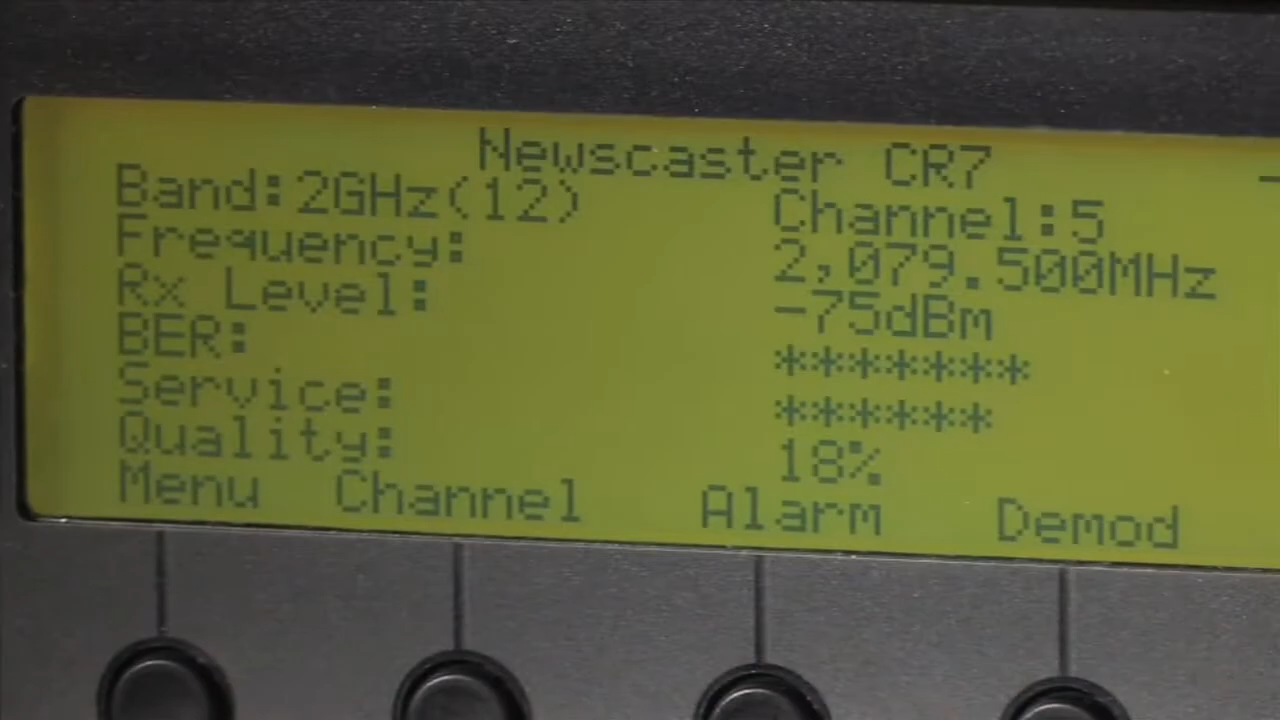 Newscaster CR7
Band:2GHz(12) Channel:5
Frequency: 2,079.500MHz
Rx Level: -75dBm
BER: *******
Service: ******
Quality: 18%
Menu Channel Alarm Demod